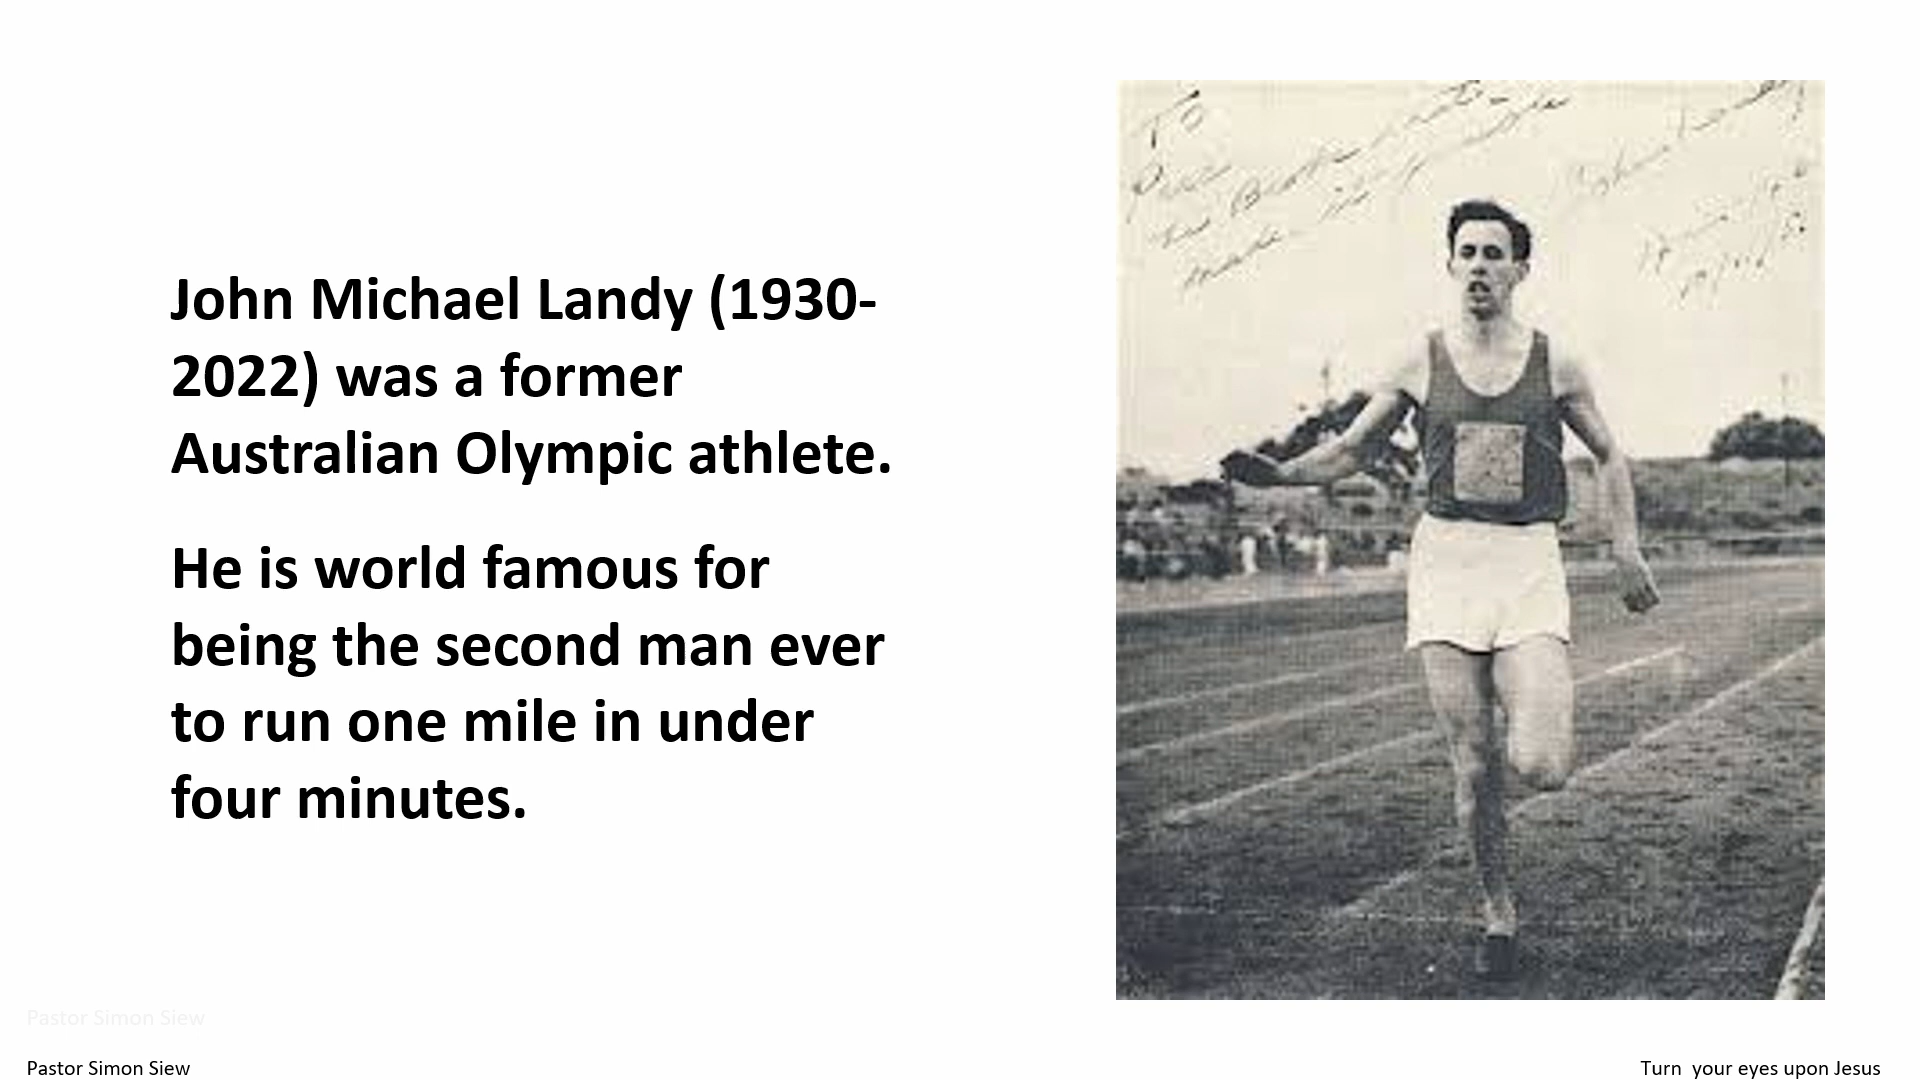 John Michael Landy (1930-
2022) was a former
Australian Olympic athlete.
He is world famous for
being the second man ever
to run one mile in under
four minutes.
To
Pastor Simon Siew
Pastor Simon Siew
Turn  your eyes upon Jesus